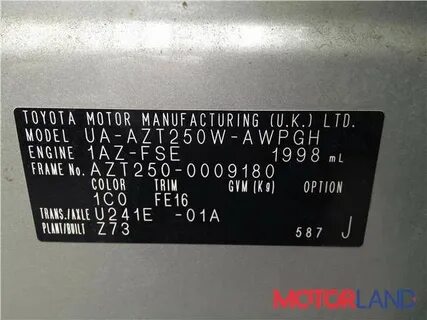 TOYOTA MOTOR MANUFACTURING (U.K.) LTD.
MODEL UA-AZT250W-AWPGH
ENGINE 1AZ-FSE 1998 mL
FRAME No. AZT250-0009180
COLOR TRIM GVM (Kg) OPTION
1C0 FE16
TRANS./AXLE U241E -01A
PLANT/BUILT Z73 587 J
MOTORLAND